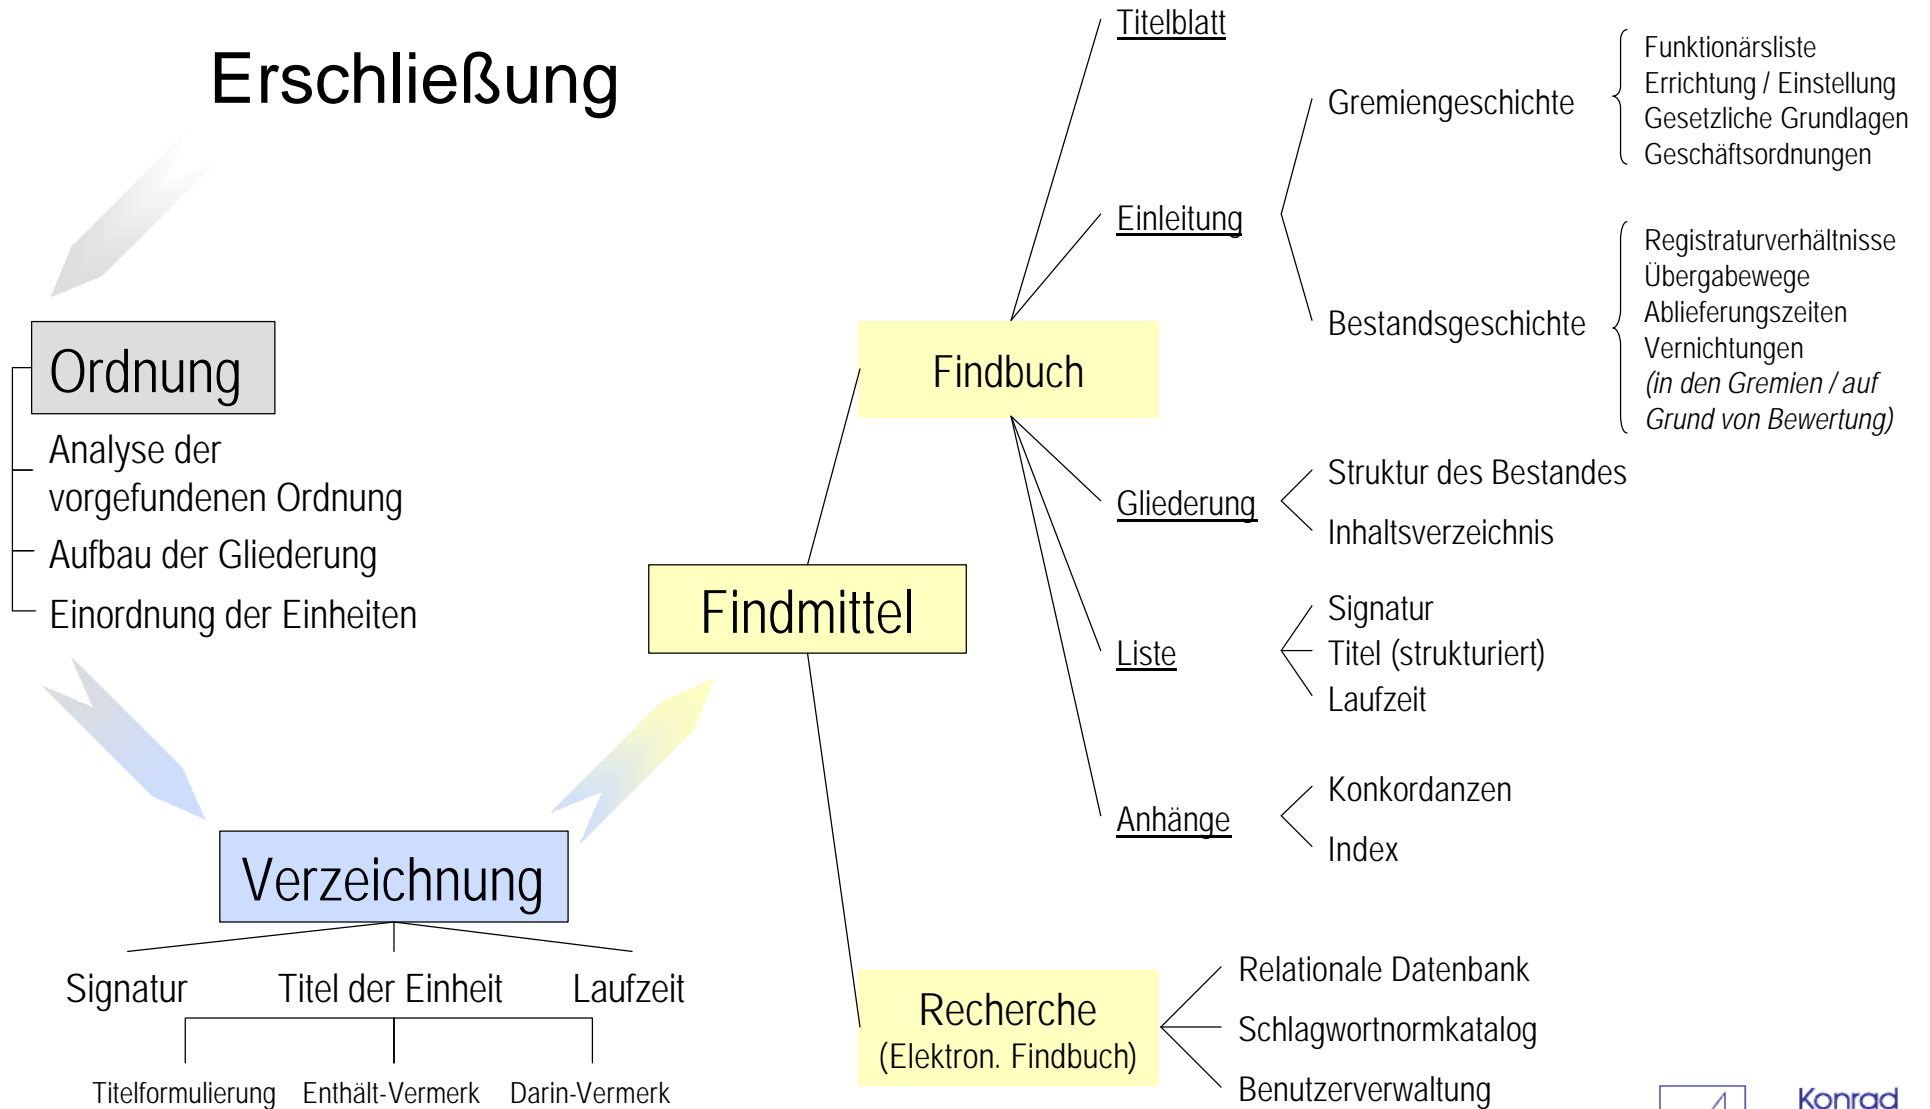 Erschließung
Ordnung
Analyse der
vorgefundenen Ordnung
Aufbau der Gliederung
Einordnung der Einheiten
Verzeichnung
Signatur
Titel der Einheit
Laufzeit
Titelformulierung
Enthält-Vermerk
Darin-Vermerk
Findmittel
Findbuch
Titelblatt
Einleitung
Gremiengeschichte
Funktionärsliste
Errichtung / Einstellung
Gesetzliche Grundlagen
Geschäftsordnungen
Bestandsgeschichte
Registraturverhältnisse
Übergabewege
Ablieferungszeiten
Vernichtungen
(in den Gremien / auf
Grund von Bewertung)
Gliederung
Struktur des Bestandes
Inhaltsverzeichnis
Liste
Signatur
Titel (strukturiert)
Laufzeit
Anhänge
Konkordanzen
Index
Recherche
(Elektron. Findbuch)
Relationale Datenbank
Schlagwortnormkatalog
Benutzerverwaltung
Konrad